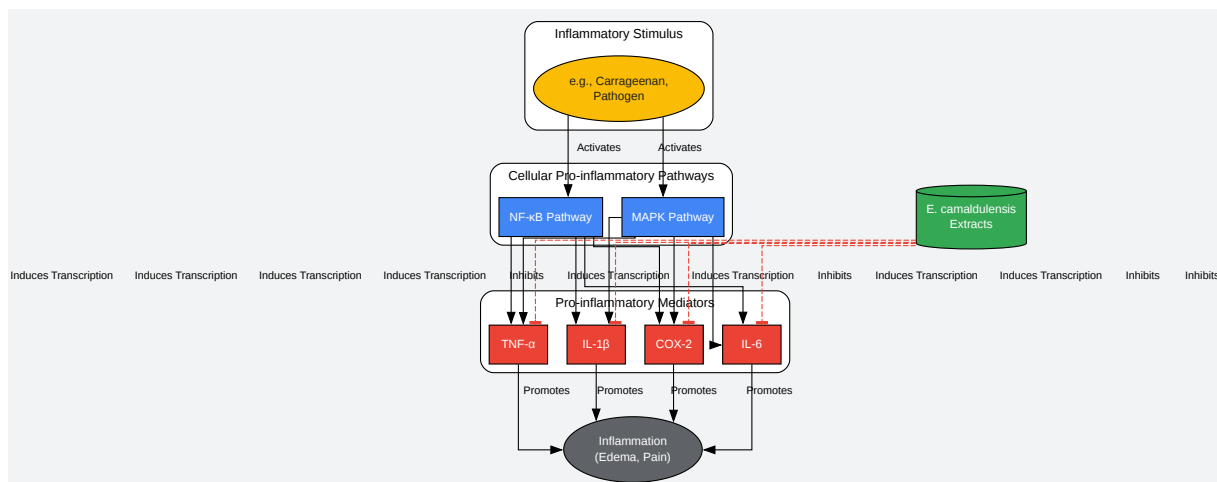 Inflammatory Stimulus
e.g., Carrageenan,
Pathogen
Activates
Activates
Cellular Pro-inflammatory Pathways
NF-κB Pathway
MAPK Pathway
E. camaldulensis
Extracts
Induces Transcription
Induces Transcription
Induces Transcription
Induces Transcription
Inhibits
Induces Transcription
Induces Transcription
Inhibits
Induces Transcription
Induces Transcription
Inhibits
Inhibits
Pro-inflammatory Mediators
TNF-α
IL-1β
COX-2
IL-6
Promotes
Promotes
Promotes
Promotes
Inflammation
(Edema, Pain)